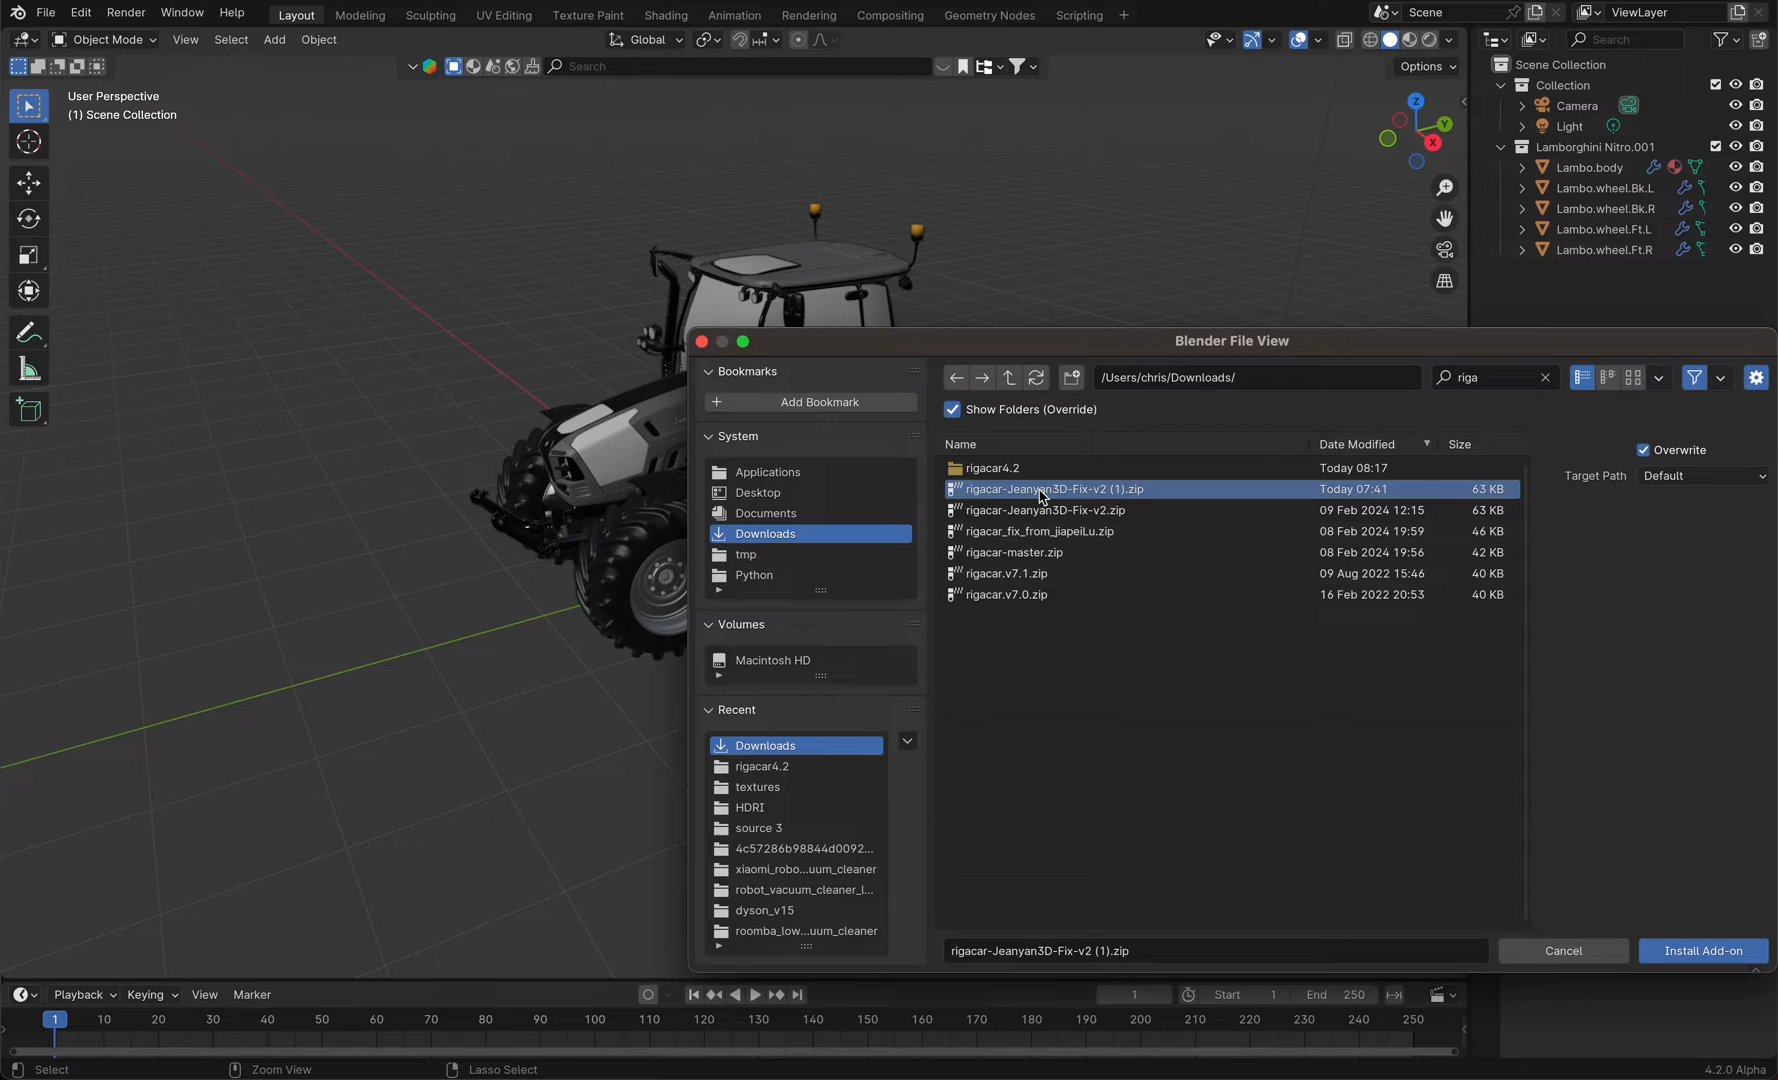 File Edit Render Window Help Layout Modeling Sculpting UV Editing Texture Paint Shading Animation Rendering Compositing Geometry Nodes Scripting + Scene ViewLayer
Object Mode View Select Add Object Global Search
Search Options
User Perspective
(1) Scene Collection
Z
Y
X
Scene Collection
Collection
Camera
Light
Lamborghini Nitro.001
Lambo.body
Lambo.wheel.Bk.L
Lambo.wheel.Bk.R
Lambo.wheel.Ft.L
Lambo.wheel.Ft.R
Blender File View
Bookmarks
Add Bookmark
System
Applications
Desktop
Documents
Downloads
tmp
Python
Volumes
Macintosh HD
Recent
Downloads
rigacar4.2
textures
HDRI
source 3
4c57286b98844d0092...
xiaomi_robo...uum_cleaner
robot_vacuum_cleaner_l...
dyson_v15
roomba_low...uum_cleaner
/Users/chris/Downloads/ riga
Show Folders (Override)
Name Date Modified Size
rigacar4.2 Today 08:17
rigacar-Jeanyan3D-Fix-v2 (1).zip Today 07:41 63 KB
rigacar-Jeanyan3D-Fix-v2.zip 09 Feb 2024 12:15 63 KB
rigacar_fix_from_jiapeiLu.zip 08 Feb 2024 19:59 46 KB
rigacar-master.zip 08 Feb 2024 19:56 42 KB
rigacar.v7.1.zip 09 Aug 2022 15:46 40 KB
rigacar.v7.0.zip 16 Feb 2022 20:53 40 KB
Overwrite
Target Path Default
rigacar-Jeanyan3D-Fix-v2 (1).zip Cancel Install Add-on
Playback Keying View Marker 1 Start 1 End 250
1 10 20 30 40 50 60 70 80 90 100 110 120 130 140 150 160 170 180 190 200 210 220 230 240 250
Select Zoom View Lasso Select 4.2.0 Alpha